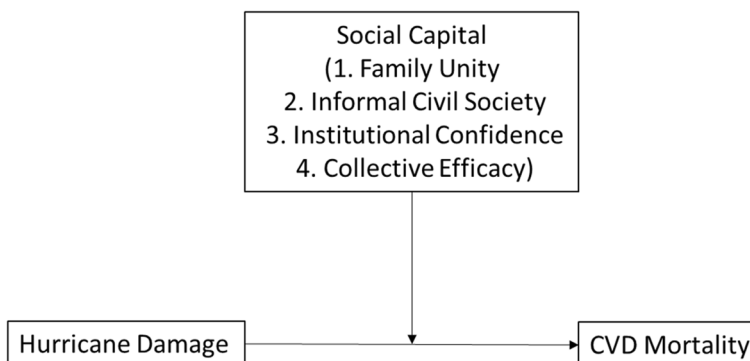 Social Capital
(1. Family Unity
2. Informal Civil Society
3. Institutional Confidence
4. Collective Efficacy)
Hurricane Damage
CVD Mortality